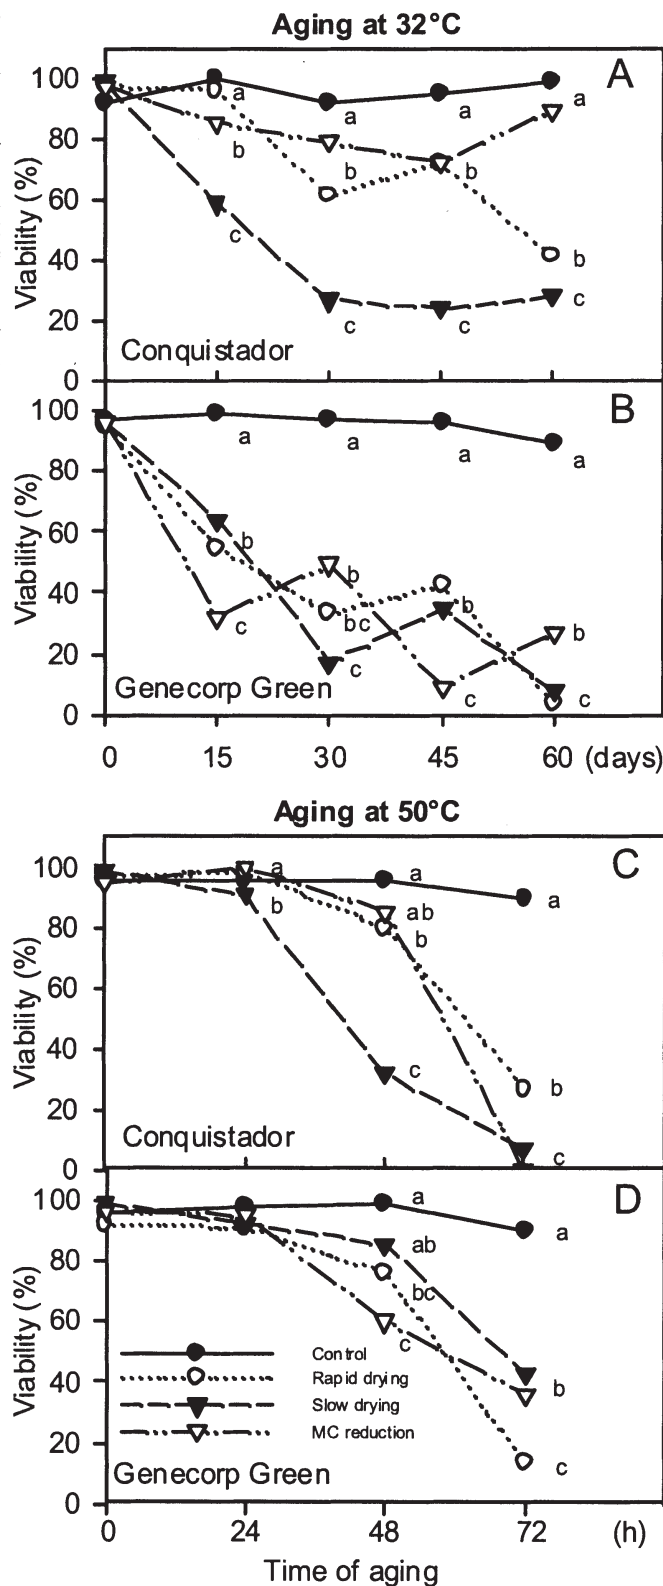 Aging at 32°C
A
100
80
60
40
20
0
Viability (%)
a
a
a
a
b
b
b
b
c
c
c
c
Conquistador
B
100
80
60
40
20
0
Viability (%)
a
a
a
a
b
b
b
b
bc
c
c
c
c
Genecorp Green
0 15 30 45 60 (days)
Aging at 50°C
C
100
80
60
40
20
0
Viability (%)
a
a
a
b
ab
b
c
b
c
Conquistador
D
100
80
60
40
20
0
Viability (%)
a
a
ab
bc
c
b
c
Control
Rapid drying
Slow drying
MC reduction
Genecorp Green
0 24 48 72 (h)
Time of aging